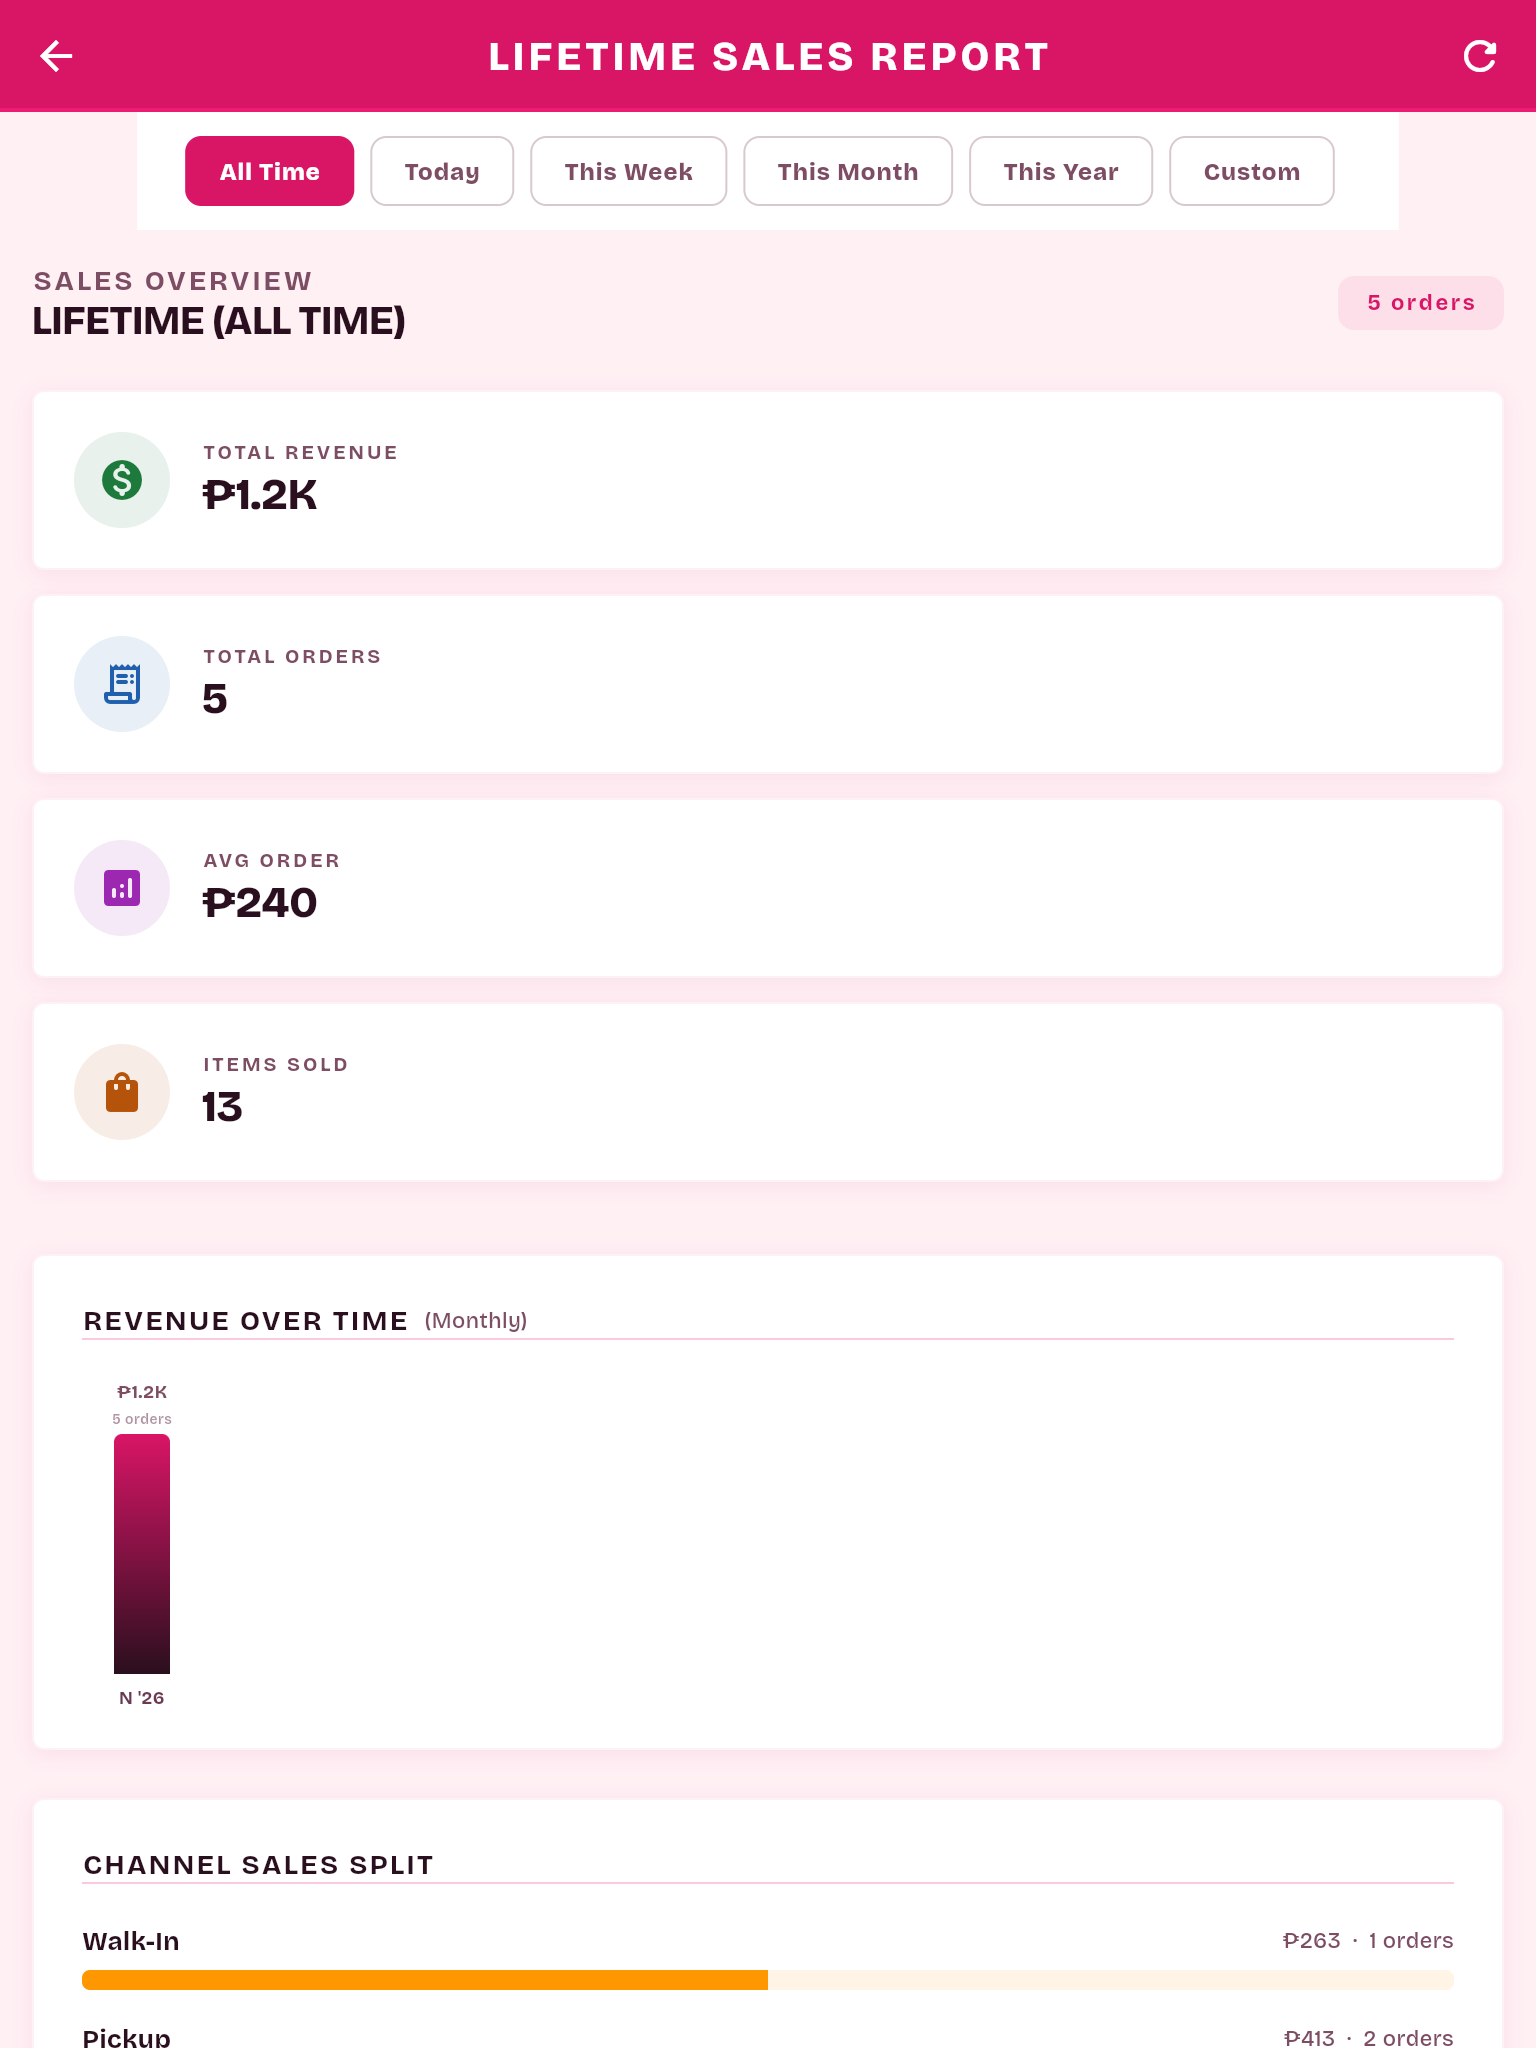 LIFETIME SALES REPORT
All Time
Today
This Week
This Month
This Year
Custom
SALES OVERVIEW
LIFETIME (ALL TIME)
5 orders
TOTAL REVENUE
₱1.2K
TOTAL ORDERS
5
AVG ORDER
₱240
ITEMS SOLD
13
REVENUE OVER TIME (Monthly)
₱1.2K
5 orders
N '26
CHANNEL SALES SPLIT
Walk-In ₱263 · 1 orders
Pickup ₱413 · 2 orders